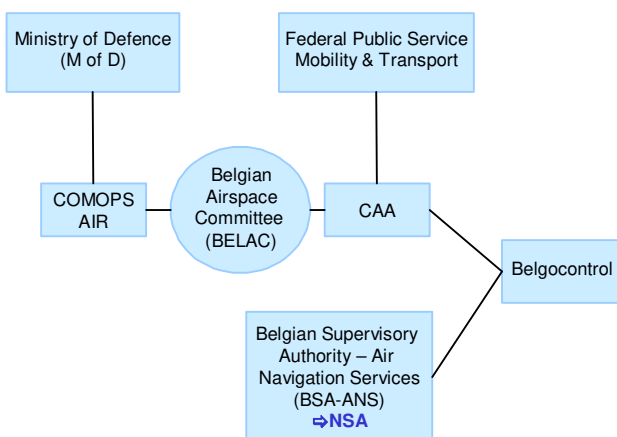 Ministry of Defence
(M of D)
Federal Public Service
Mobility & Transport
COMOPS
AIR
Belgian
Airspace
Committee
(BELAC)
CAA
Belgocontrol
Belgian Supervisory
Authority – Air
Navigation Services
(BSA-ANS)
⇨NSA